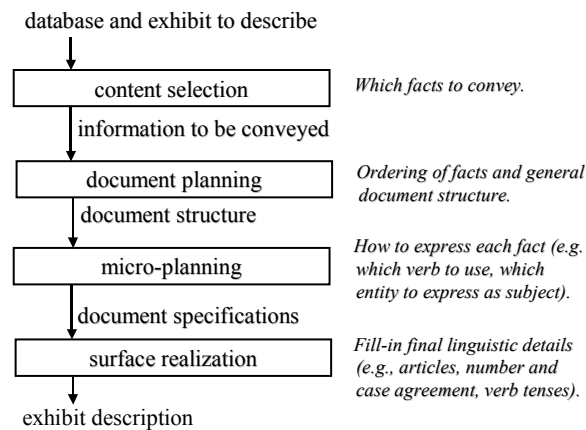 database and exhibit to describe
content selection
Which facts to convey.
information to be conveyed
document planning
Ordering of facts and general
document structure.
document structure
micro-planning
How to express each fact (e.g.
which verb to use, which
entity to express as subject).
document specifications
surface realization
Fill-in final linguistic details
(e.g., articles, number and
case agreement, verb tenses).
exhibit description